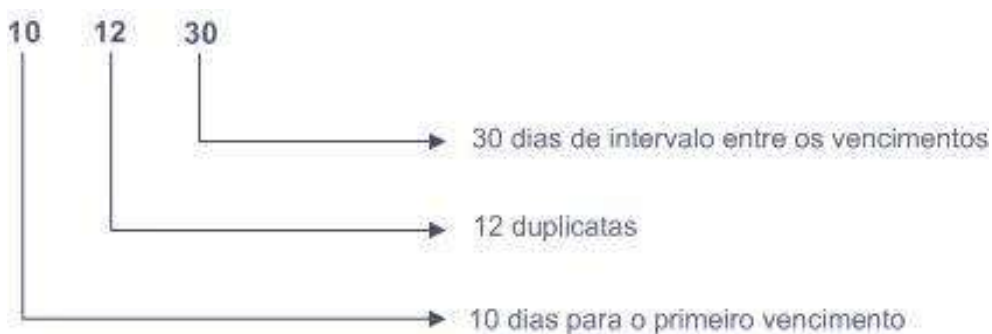 10 12 30
30 dias de intervalo entre os vencimentos
12 duplicatas
10 dias para o primeiro vencimento